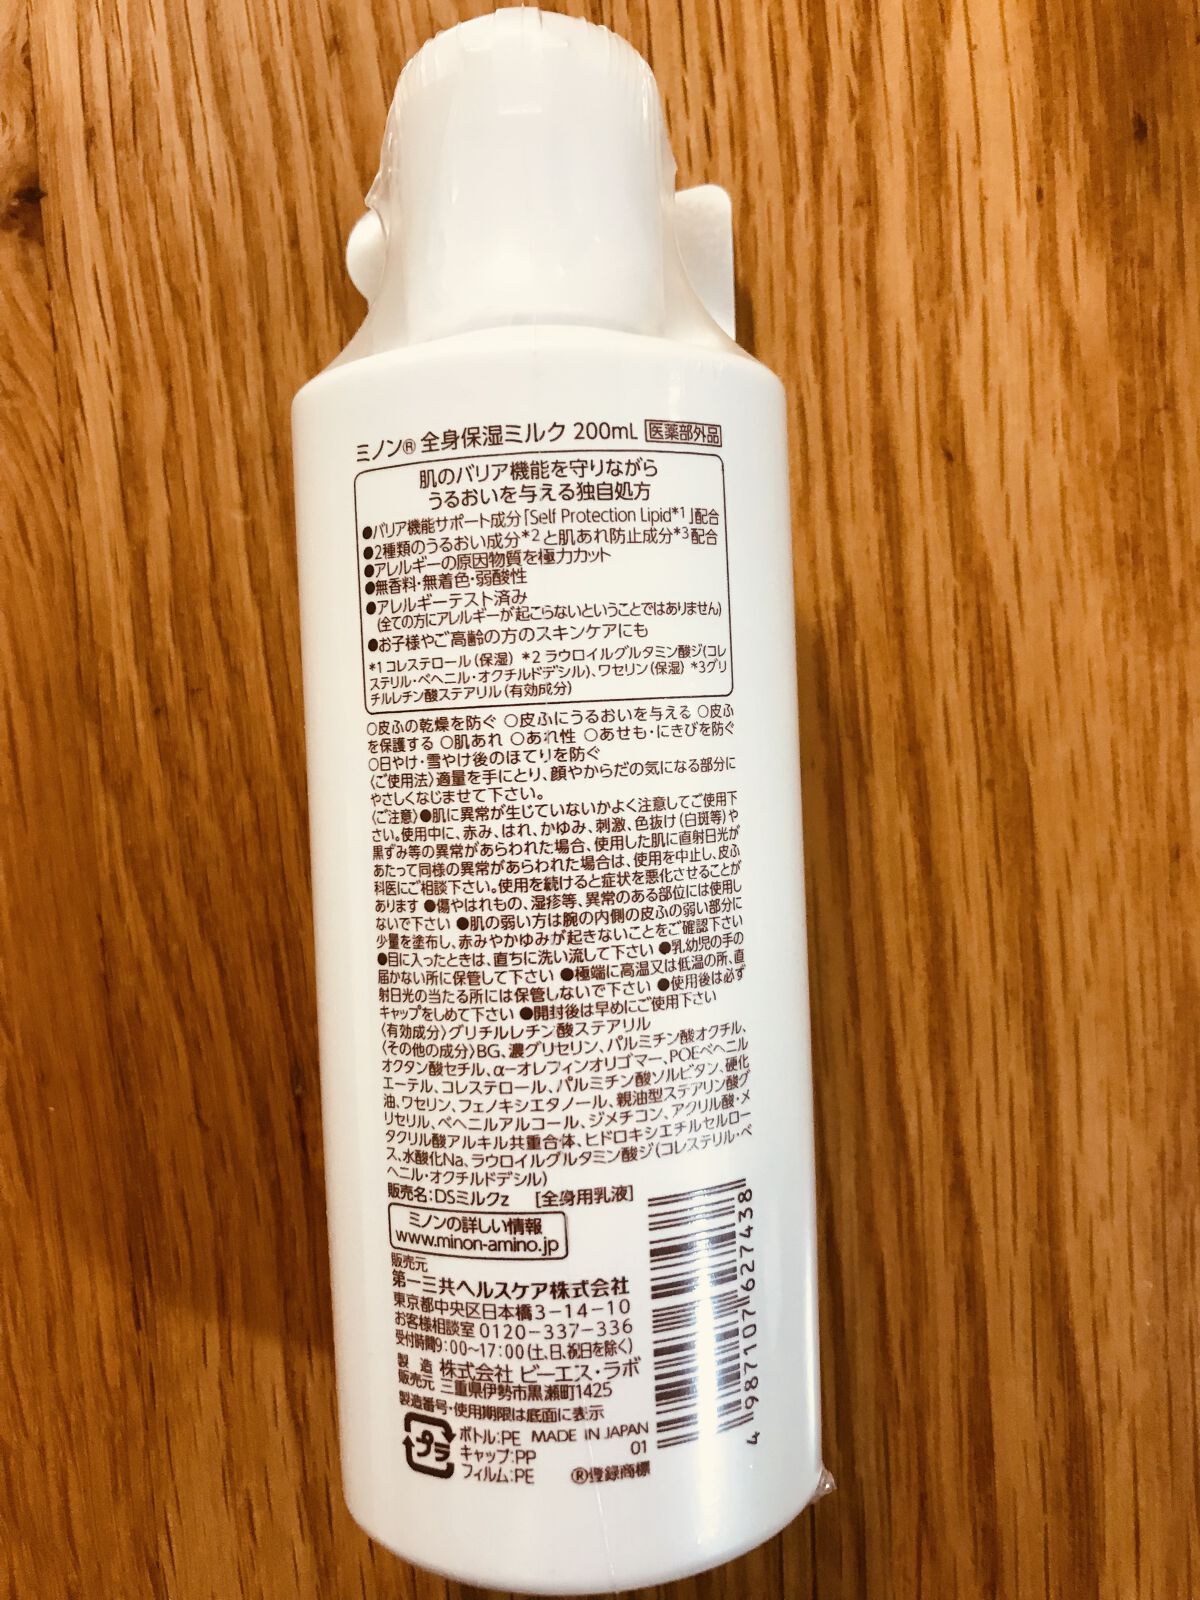 ミノン® 全身保湿ミルク 200mL 医薬部外品
肌のバリア機能を守りながら
うるおいを与える独自処方
●バリア機能サポート成分「Self Protection Lipid*1」配合
●2種類のうるおい成分*2と肌あれ防止成分*3配合
●アレルギーの原因物質を極力カット
●無香料・無着色・弱酸性
●アレルギーテスト済み
(全ての方にアレルギーが起こらないということではありません)
●お子様やご高齢の方のスキンケアにも
*1 コレステロール(保湿) *2 ラウロイルグルタミン酸ジ(コレ
ステリル・ベヘニル・オクチルドデシル)、ワセリン(保湿) *3グリ
チルレチン酸ステアリル(有効成分)
○皮ふの乾燥を防ぐ ○皮ふにうるおいを与える ○皮ふ
を保護する ○肌あれ ○あれ性 ○あせも・にきびを防ぐ
○日やけ・雪やけ後のほてりを防ぐ
〈ご使用法〉適量を手にとり、顔やからだの気になる部分に
やさしくなじませて下さい。
〈ご注意〉●肌に異常が生じていないかよく注意してご使用下
さい。使用中に、赤み、はれ、かゆみ、刺激、色抜け(白斑等)や
黒ずみ等の異常があらわれた場合、使用した肌に直射日光が
あたって同様の異常があらわれた場合は、使用を中止し、皮ふ
科医にご相談下さい。使用を続けると症状を悪化させることが
あります ●傷やはれもの、湿疹等、異常のある部位には使用し
ないで下さい ●肌の弱い方は腕の内側の皮ふの弱い部分に
少量を塗布し、赤みやかゆみが起きないことをご確認下さい
●目に入ったときは、直ちに洗い流して下さい ●乳幼児の手の
届かない所に保管して下さい ●極端に高温又は低温の所、直
射日光の当たる所には保管しないで下さい ●使用後は必ず
キャップをしめて下さい ●開封後は早めにご使用下さい
〈有効成分〉グリチルレチン酸ステアリル
〈その他の成分〉BG、濃グリセリン、パルミチン酸オクチル、
オクタン酸セチル、α-オレフィンオリゴマー、POEベヘニル
エーテル、コレステロール、パルミチン酸ソルビタン、硬化
油、ワセリン、フェノキシエタノール、親油型ステアリン酸グ
リセリル、ベヘニルアルコール、ジメチコン、アクリル酸・メ
タクリル酸アルキル共重合体、ヒドロキシエチルセルロー
ス、水酸化Na、ラウロイルグルタミン酸ジ(コレステリル・ベ
ヘニル・オクチルドデシル)
販売名:DSミルクz [全身用乳液]
ミノンの詳しい情報
www.minon-amino.jp
販売元
第一三共ヘルスケア株式会社
東京都中央区日本橋3-14-10
お客様相談室 0120-337-336
受付時間9:00~17:00(土、日、祝日を除く)
製造 株式会社 ビーエス・ラボ
販売元 三重県伊勢市黒瀬町1425
製造番号・使用期限は底面に表示
プラ
ボトル:PE MADE IN JAPAN
キャップ:PP 01
フィルム:PE ®登録商標
4 987107 627438